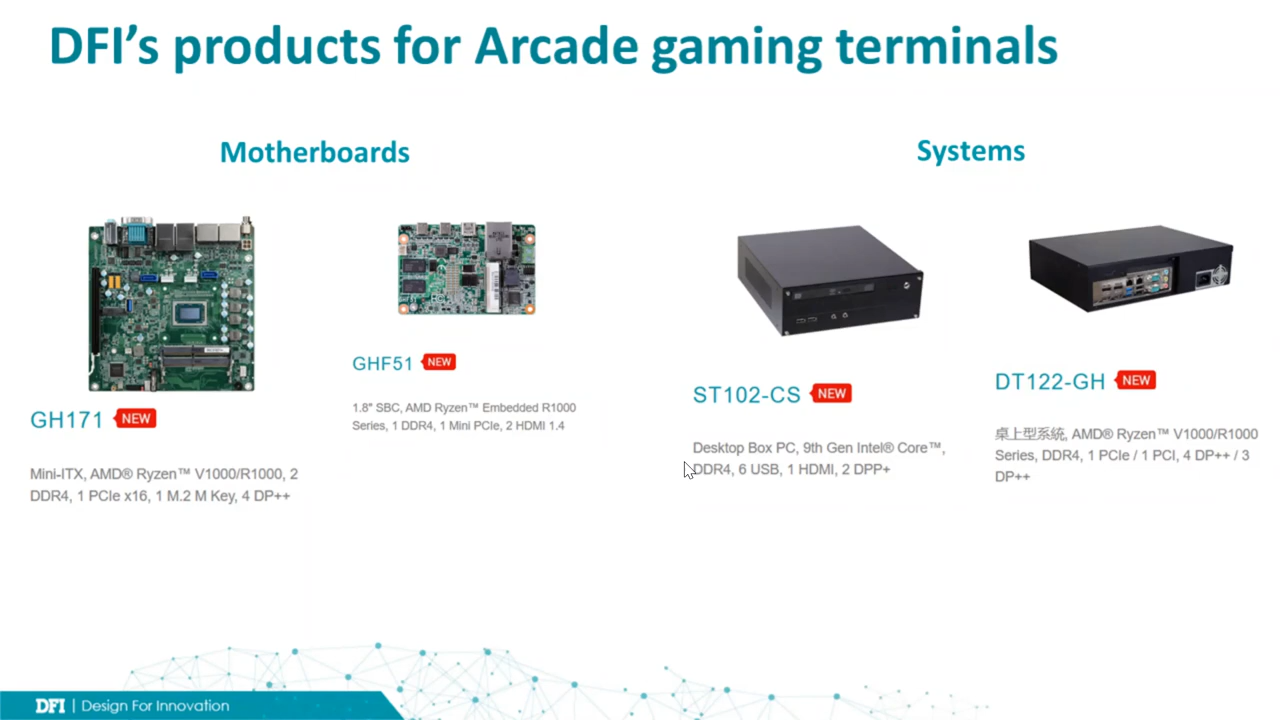 DFI's products for Arcade gaming terminals
Motherboards
GH171 NEW
Mini-ITX, AMD® Ryzen™ V1000/R1000, 2
DDR4, 1 PCIe x16, 1 M.2 M Key, 4 DP++
GHF51 NEW
1.8" SBC, AMD Ryzen™ Embedded R1000
Series, 1 DDR4, 1 Mini PCIe, 2 HDMI 1.4
Systems
ST102-CS NEW
Desktop Box PC, 9th Gen Intel® Core™,
DDR4, 6 USB, 1 HDMI, 2 DPP+
DT122-GH NEW
桌上型系統, AMD® Ryzen™ V1000/R1000
Series, DDR4, 1 PCIe / 1 PCI, 4 DP++ / 3
DP++
DFI | Design For Innovation